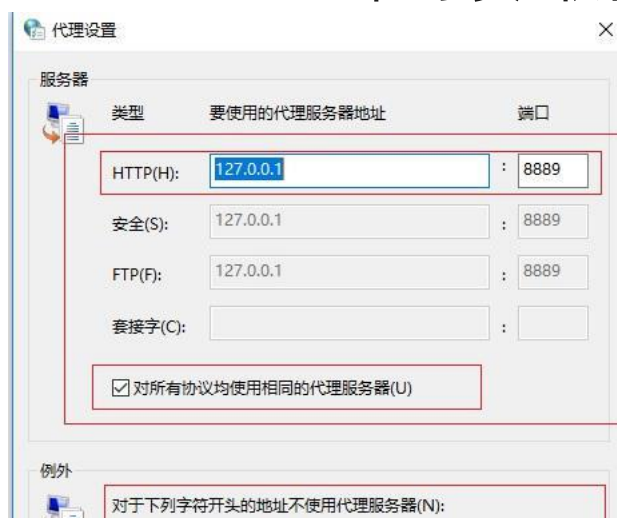 代理设置
服务器
类型 要使用的代理服务器地址 端口
HTTP(H): 127.0.0.1 : 8889
安全(S): 127.0.0.1 : 8889
FTP(F): 127.0.0.1 : 8889
套接字(C): :
对所有协议均使用相同的代理服务器(U)
例外
对于下列字符开头的地址不使用代理服务器(N):